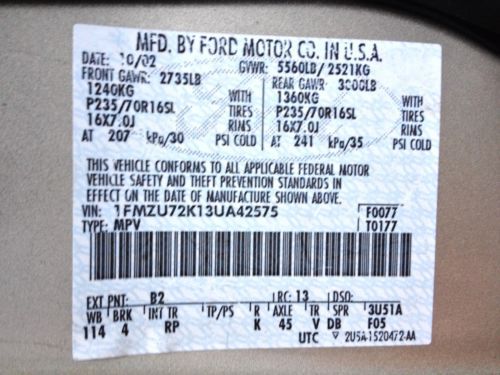 MFD. BY FORD MOTOR CO. IN U.S.A.
DATE: 10/02 GVWR: 5560LB/ 2521KG
FRONT GAWR: 2735LB REAR GAWR: 3000LB
1240KG WITH 1360KG WITH
P235/70R16SL TIRES P235/70R16SL TIRES
16X7.0J RIMS 16X7.0J RIMS
AT 207 kPa/30 PSI COLD AT 241 kPa/35 PSI COLD
THIS VEHICLE CONFORMS TO ALL APPLICABLE FEDERAL MOTOR
VEHICLE SAFETY AND THEFT PREVENTION STANDARDS IN
EFFECT ON THE DATE OF MANUFACTURE SHOWN ABOVE.
VIN: 1FMZU72K13UA42575 F0077
TYPE: MPV T0177
EXT PNT: B2 RC: 13 DSO:
WB BRK INT TR TP/PS R AXLE TR SPR 3U51A
114 4 RP K 45 V DB F05
UTC ▽ 2U5A-1520472-AA